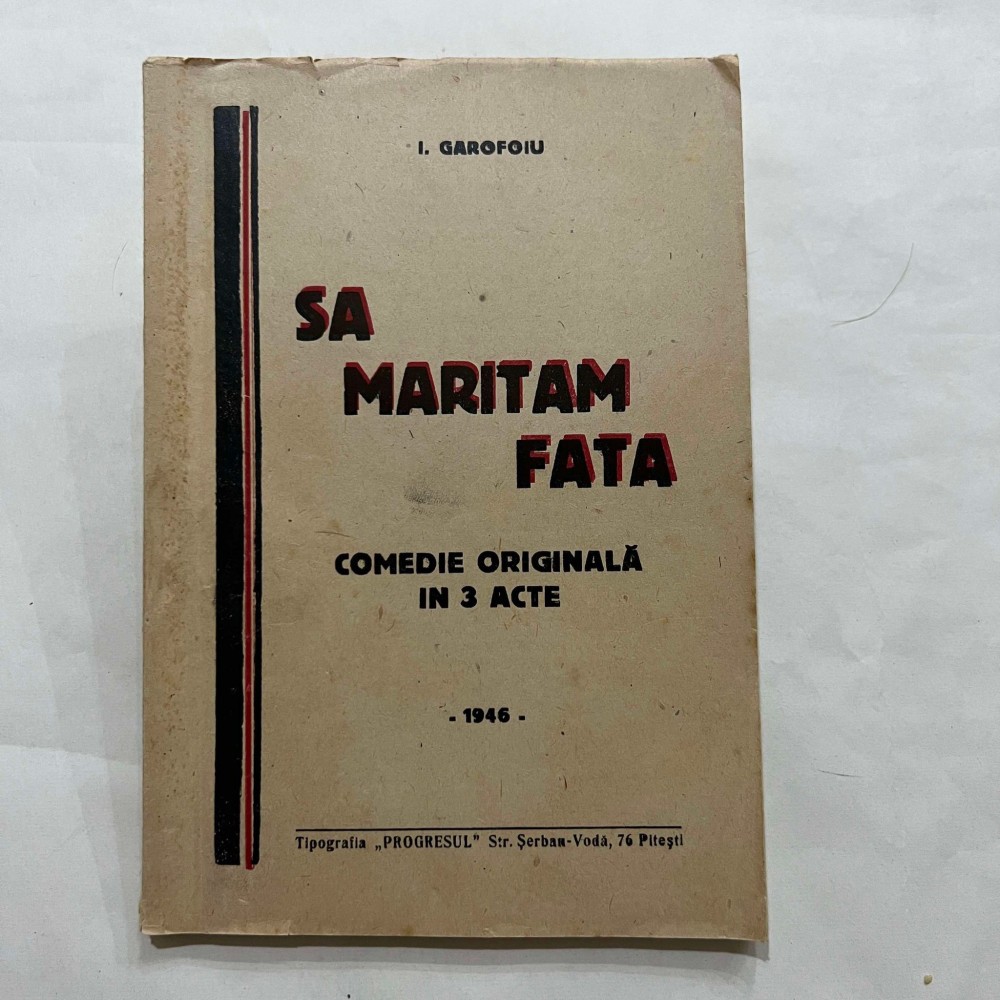 I. GAROFOIU
SA
MARITAM
FATA
COMEDIE ORIGINALĂ
IN 3 ACTE
- 1946 -
Tipografia „PROGRESUL” Str. Şerban-Vodă, 76 Piteşti